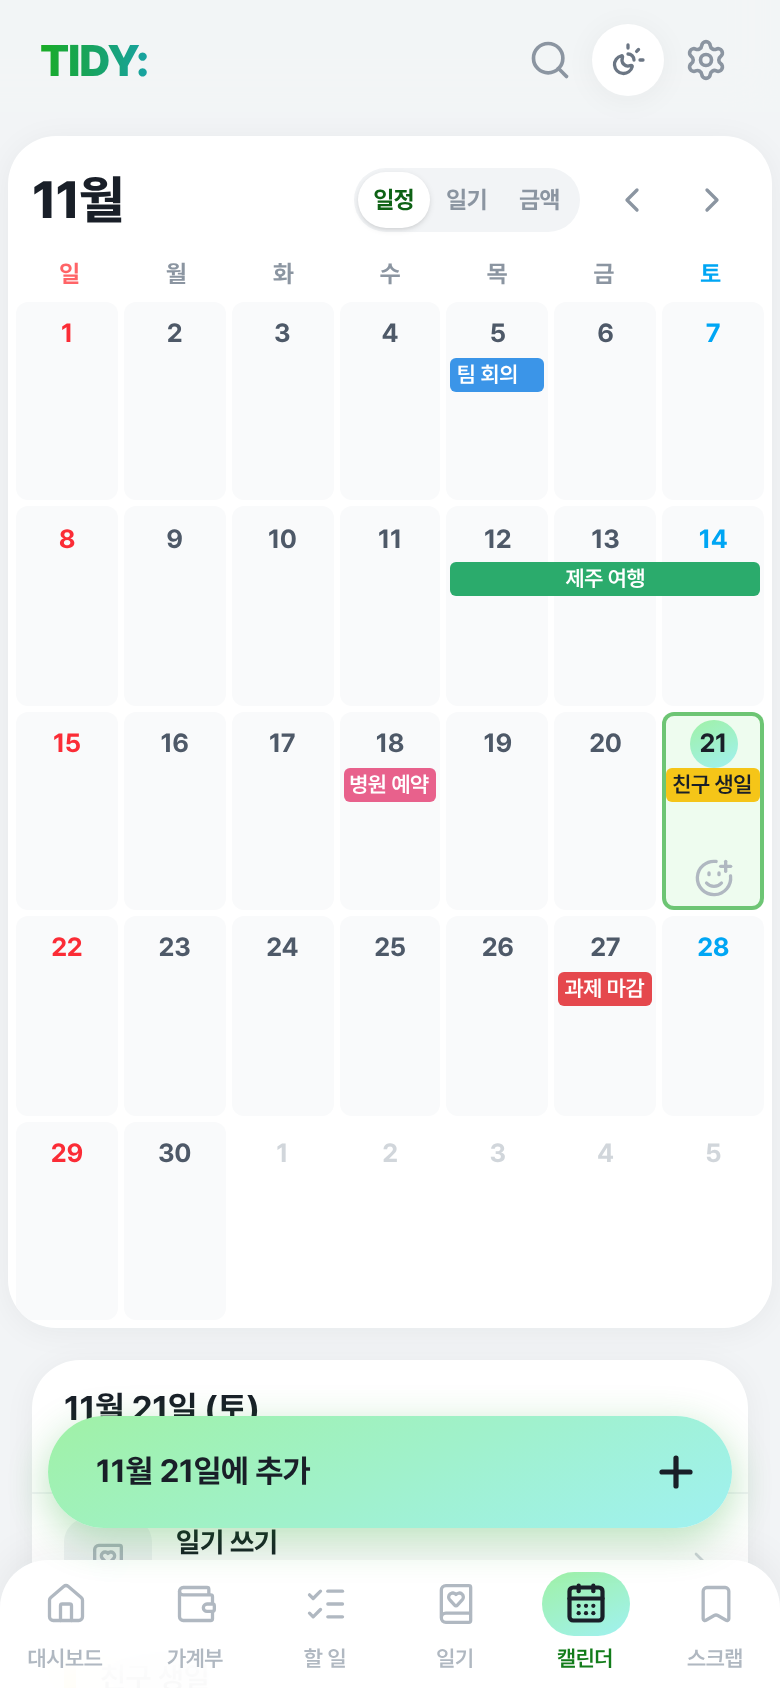 TIDY:
11월
일정 일기 금액
일 월 화 수 목 금 토
1 2 3 4 5 6 7
팀 회의
8 9 10 11 12 13 14
제주 여행
15 16 17 18 19 20 21
병원 예약 친구 생일
22 23 24 25 26 27 28
과제 마감
29 30 1 2 3 4 5
11월 21일 (토)
11월 21일에 추가
일기 쓰기
대시보드 가계부 할 일 일기 캘린더 스크랩
친구 생일